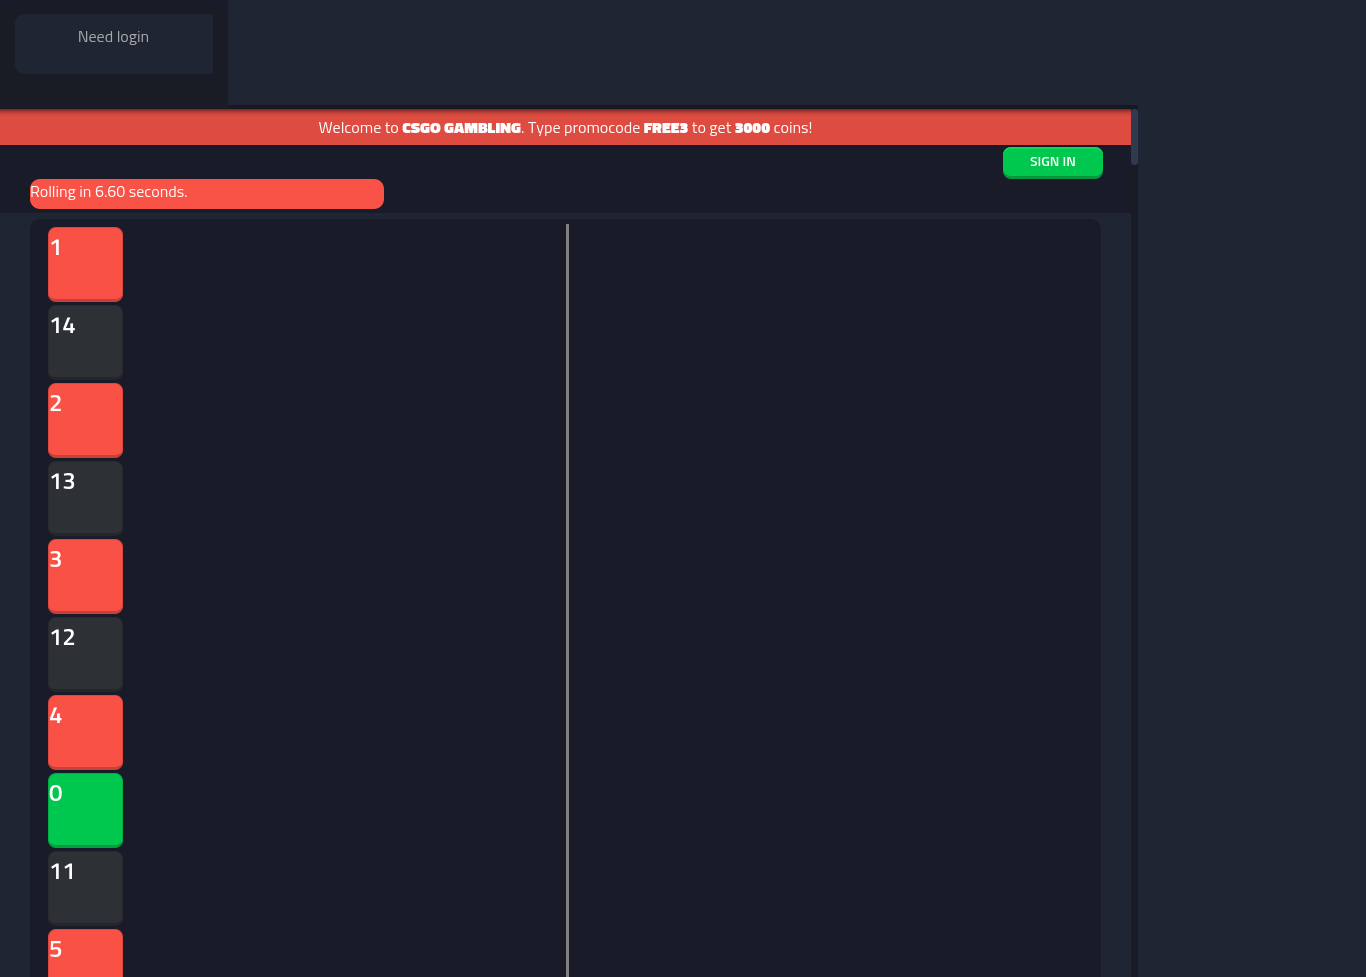 Need login
Welcome to CSGO GAMBLING. Type promocode FREE3 to get 3000 coins!
SIGN IN
Rolling in 6.60 seconds.
1
14
2
13
3
12
4
0
11
5